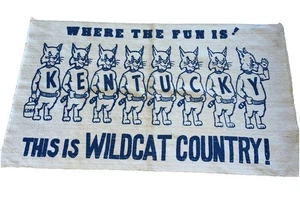 WHERE THE FUN IS!
KENTUCKY
THIS IS WILDCAT COUNTRY!